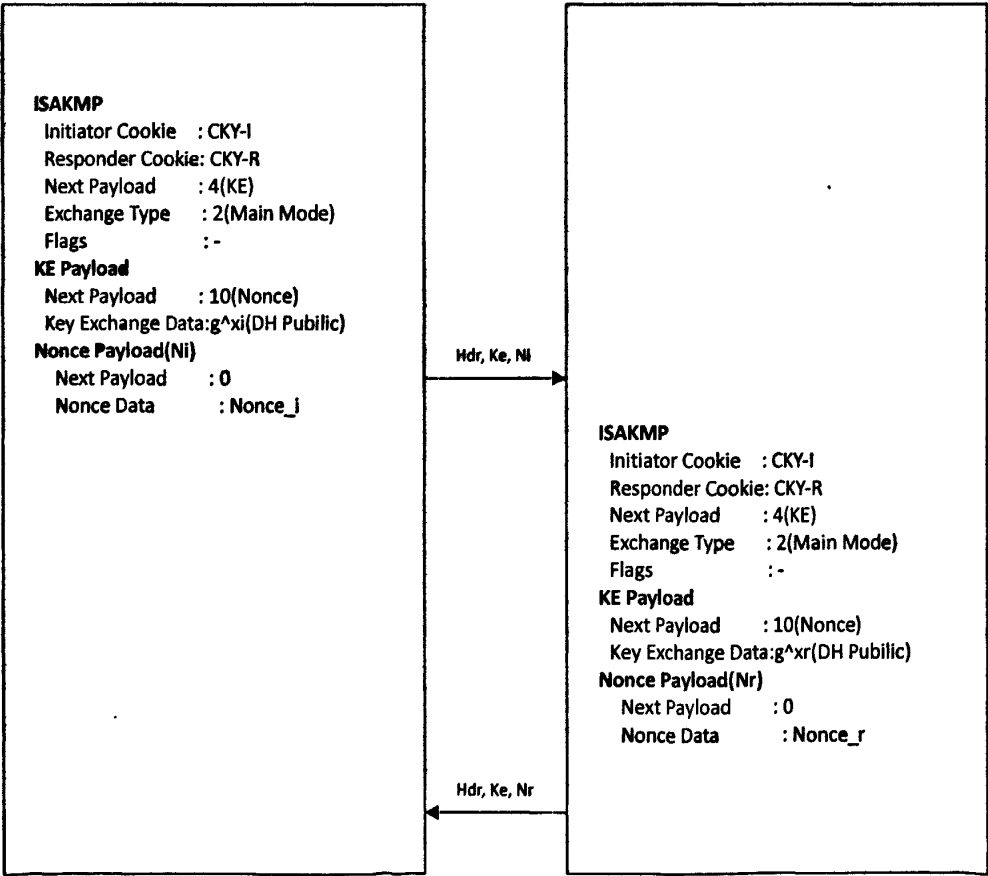 ISAKMP
Initiator Cookie : CKY-I
Responder Cookie: CKY-R
Next Payload : 4(KE)
Exchange Type : 2(Main Mode)
Flags : -
KE Payload
Next Payload : 10(Nonce)
Key Exchange Data:g^xi(DH Pubilic)
Nonce Payload(Ni)
Next Payload : 0
Nonce Data : Nonce_i
Hdr, Ke, Ni
ISAKMP
Initiator Cookie : CKY-I
Responder Cookie: CKY-R
Next Payload : 4(KE)
Exchange Type : 2(Main Mode)
Flags : -
KE Payload
Next Payload : 10(Nonce)
Key Exchange Data:g^xr(DH Pubilic)
Nonce Payload(Nr)
Next Payload : 0
Nonce Data : Nonce_r
Hdr, Ke, Nr